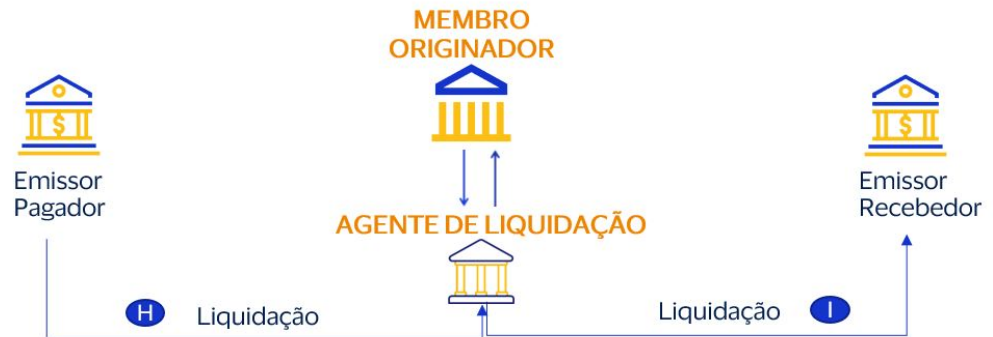 MEMBRO
ORIGINADOR
$
$
Emissor
Pagador
Emissor
Recebedor
AGENTE DE LIQUIDAÇÃO
H Liquidação
Liquidação I